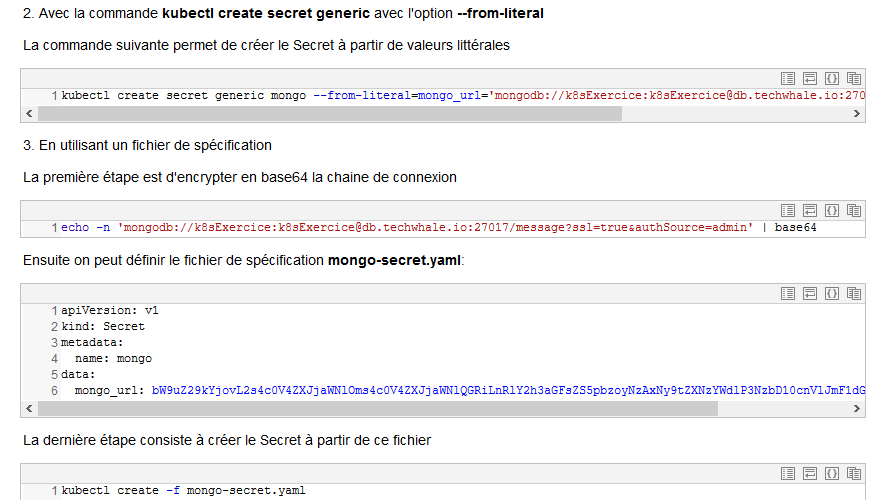 2. Avec la commande kubectl create secret generic avec l'option --from-literal
La commande suivante permet de créer le Secret à partir de valeurs littérales
1 kubectl create secret generic mongo --from-literal=mongo_url='mongodb://k8sExercice:k8sExercice@db.techwhale.io:270
3. En utilisant un fichier de spécification
La première étape est d'encrypter en base64 la chaine de connexion
1 echo -n 'mongodb://k8sExercice:k8sExercice@db.techwhale.io:27017/message?ssl=true&authSource=admin' | base64
Ensuite on peut définir le fichier de spécification mongo-secret.yaml:
1 apiVersion: v1
2 kind: Secret
3 metadata:
4   name: mongo
5 data:
6   mongo_url: bW9uZ29kYjovL2s4c0V4ZXJjaWNlOms4c0V4ZXJjaWNlQGRiLnRlY2h3aGFsZS5pbzoyNzAxNy9tZXNzYWdlP3NzbD10cnVlJmF1dG
La dernière étape consiste à créer le Secret à partir de ce fichier
1 kubectl create -f mongo-secret.yaml